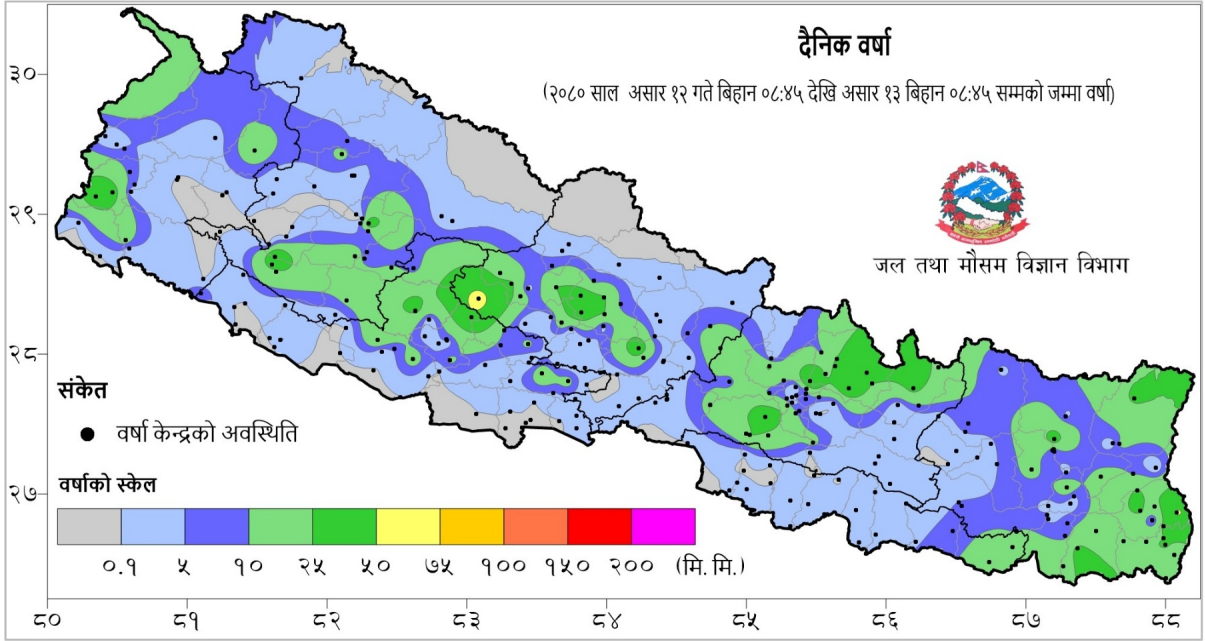 दैनिक वर्षा
(२०८० साल असार १२ गते बिहान ०८:४५ देखि असार १३ बिहान ०८:४५ सम्मको जम्मा वर्षा)
जल तथा मौसम विज्ञान विभाग
३०
२९
२८
२७
संकेत
वर्षा केन्द्रको अवस्थिति
वर्षाको स्केल
०.१ ५ १० २५ ५० ७५ १०० १५० २०० (मि. मि.)
८० ८१ ८२ ८३ ८४ ८५ ८६ ८७ ८८